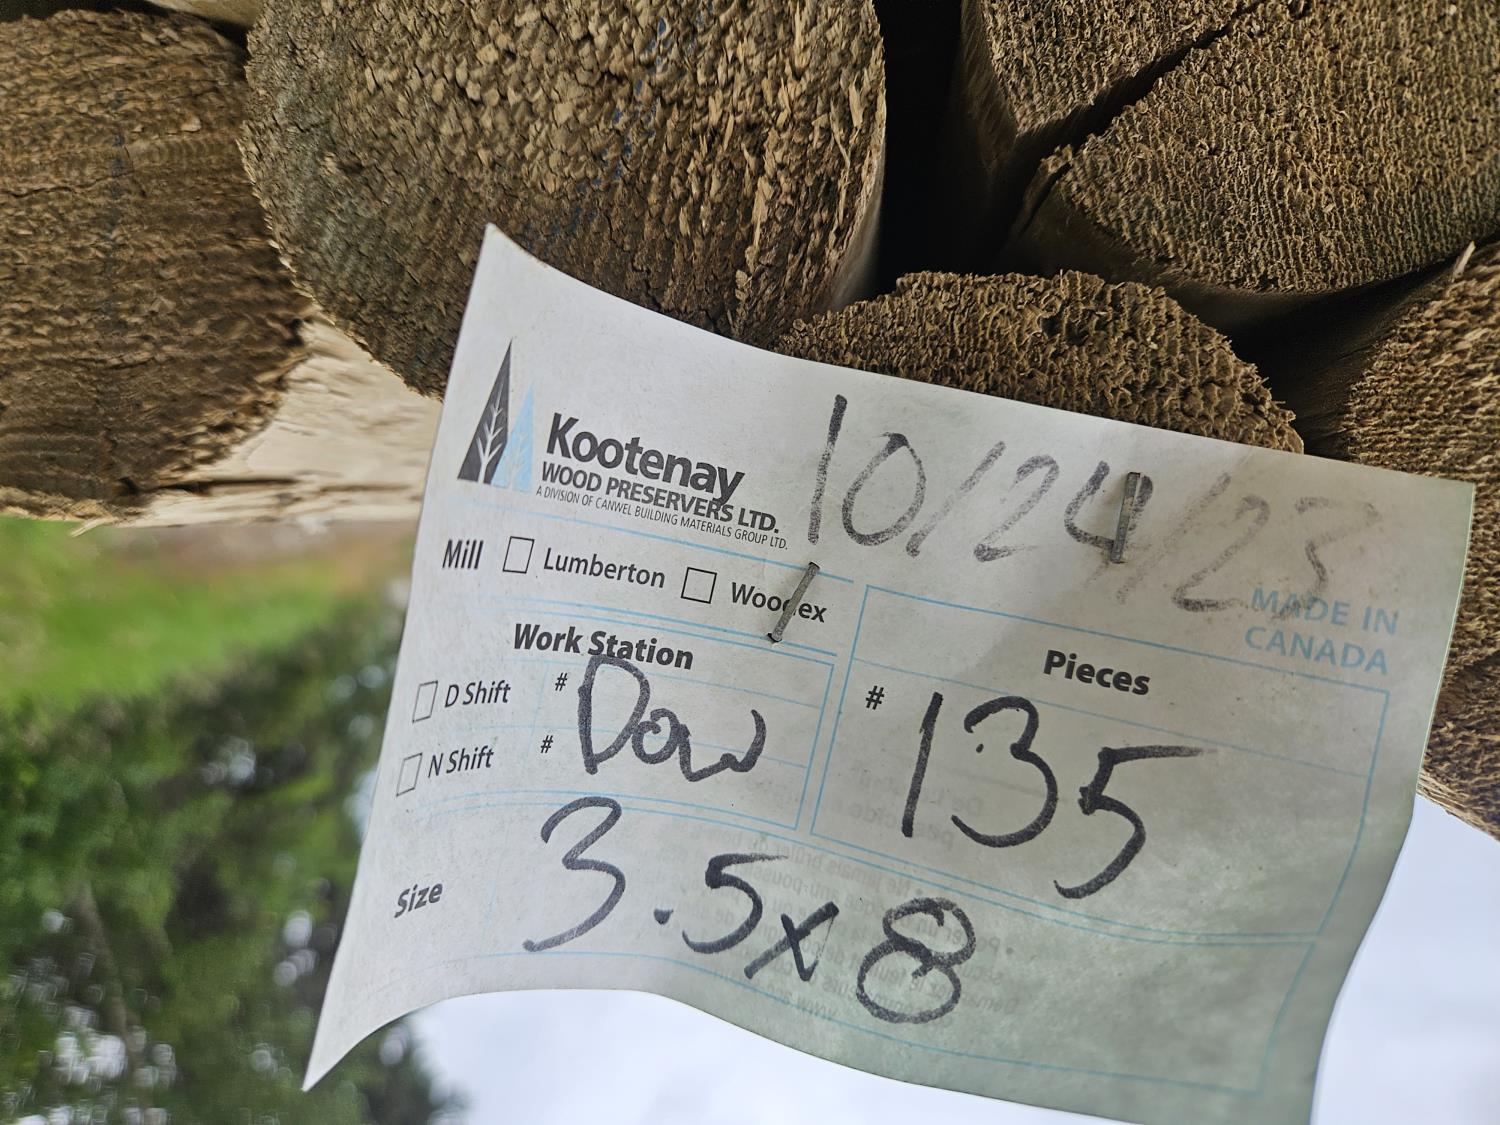 Kootenay
WOOD PRESERVERS LTD.
A DIVISION OF CANWEL BUILDING MATERIALS GROUP LTD.
10/24/23
MADE IN
CANADA
Mill Lumberton Woodex
Work Station
D Shift #
N Shift #
Dow
Pieces
# 135
Size 3.5x8